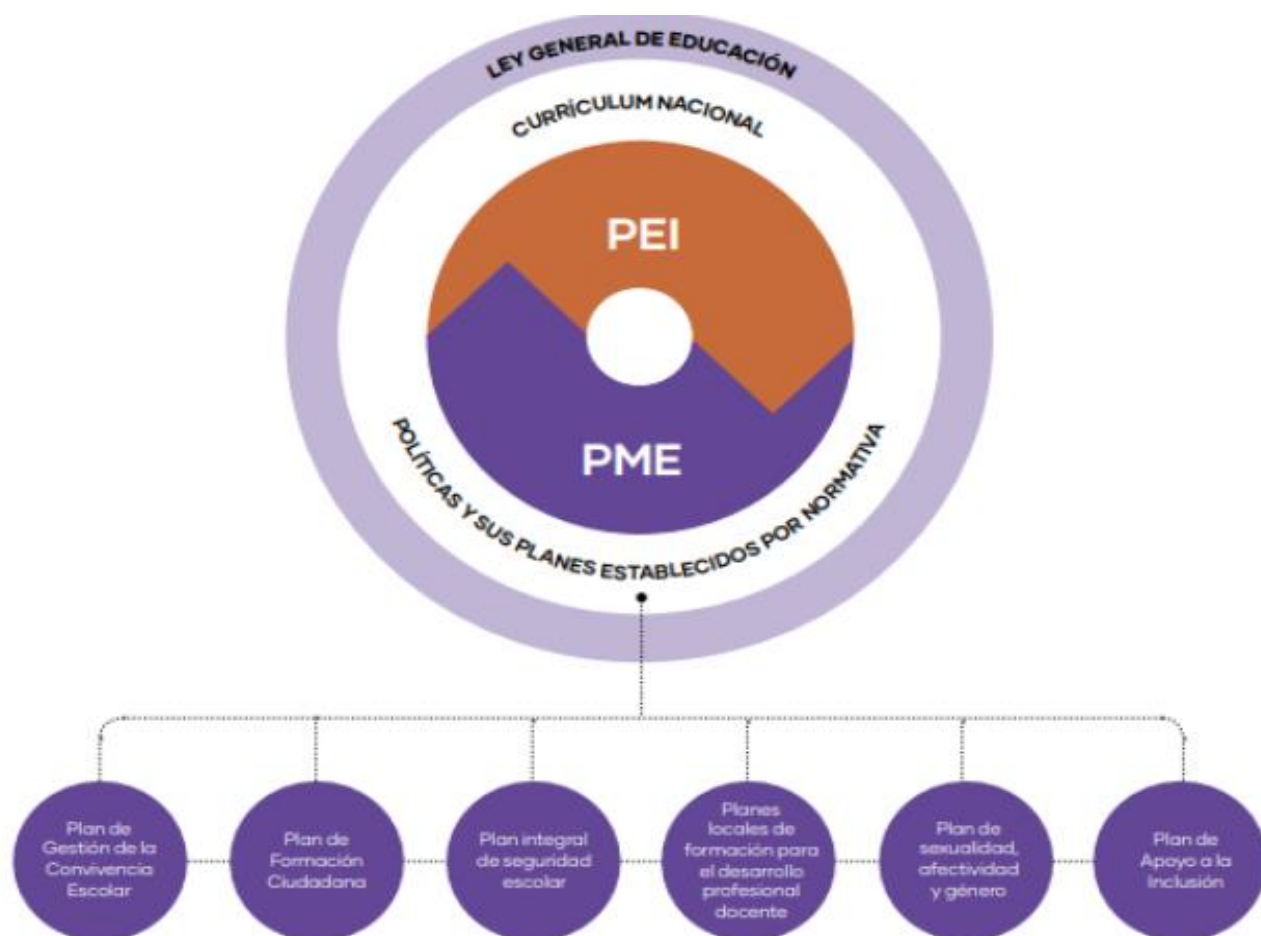 LEY GENERAL DE EDUCACIÓN
CURRÍCULUM NACIONAL
PEI
PME
POLÍTICAS Y SUS PLANES ESTABLECIDOS POR NORMATIVA
Plan de
Gestión de la
Convivencia
Escolar
Plan de
Formación
Ciudadana
Plan integral
de seguridad
escolar
Planes
locales de
formación para
el desarrollo
profesional
docente
Plan de
sexualidad,
afectividad
y género
Plan de
Apoyo a la
Inclusión